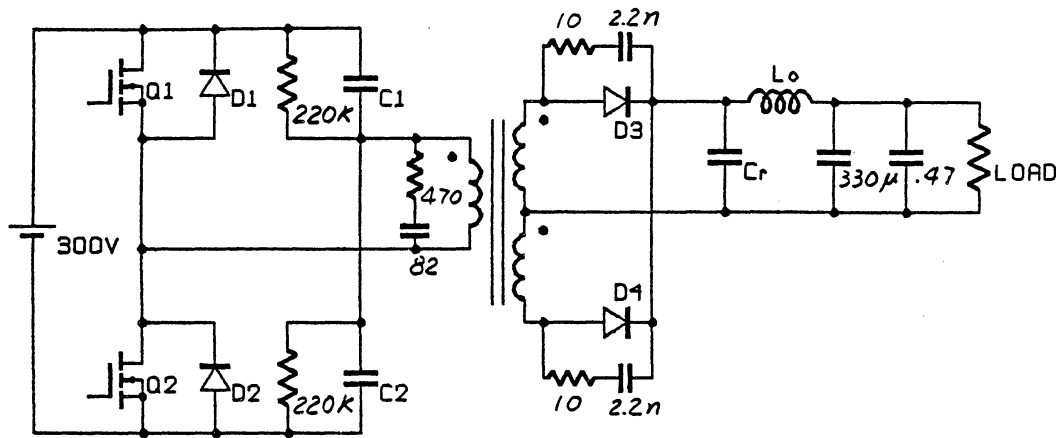 10
2.2n
Lo
Q1
D1
220K
C1
D3
470
Cr
330µ
.47
LOAD
300V
82
D4
Q2
D2
220K
C2
10
2.2n